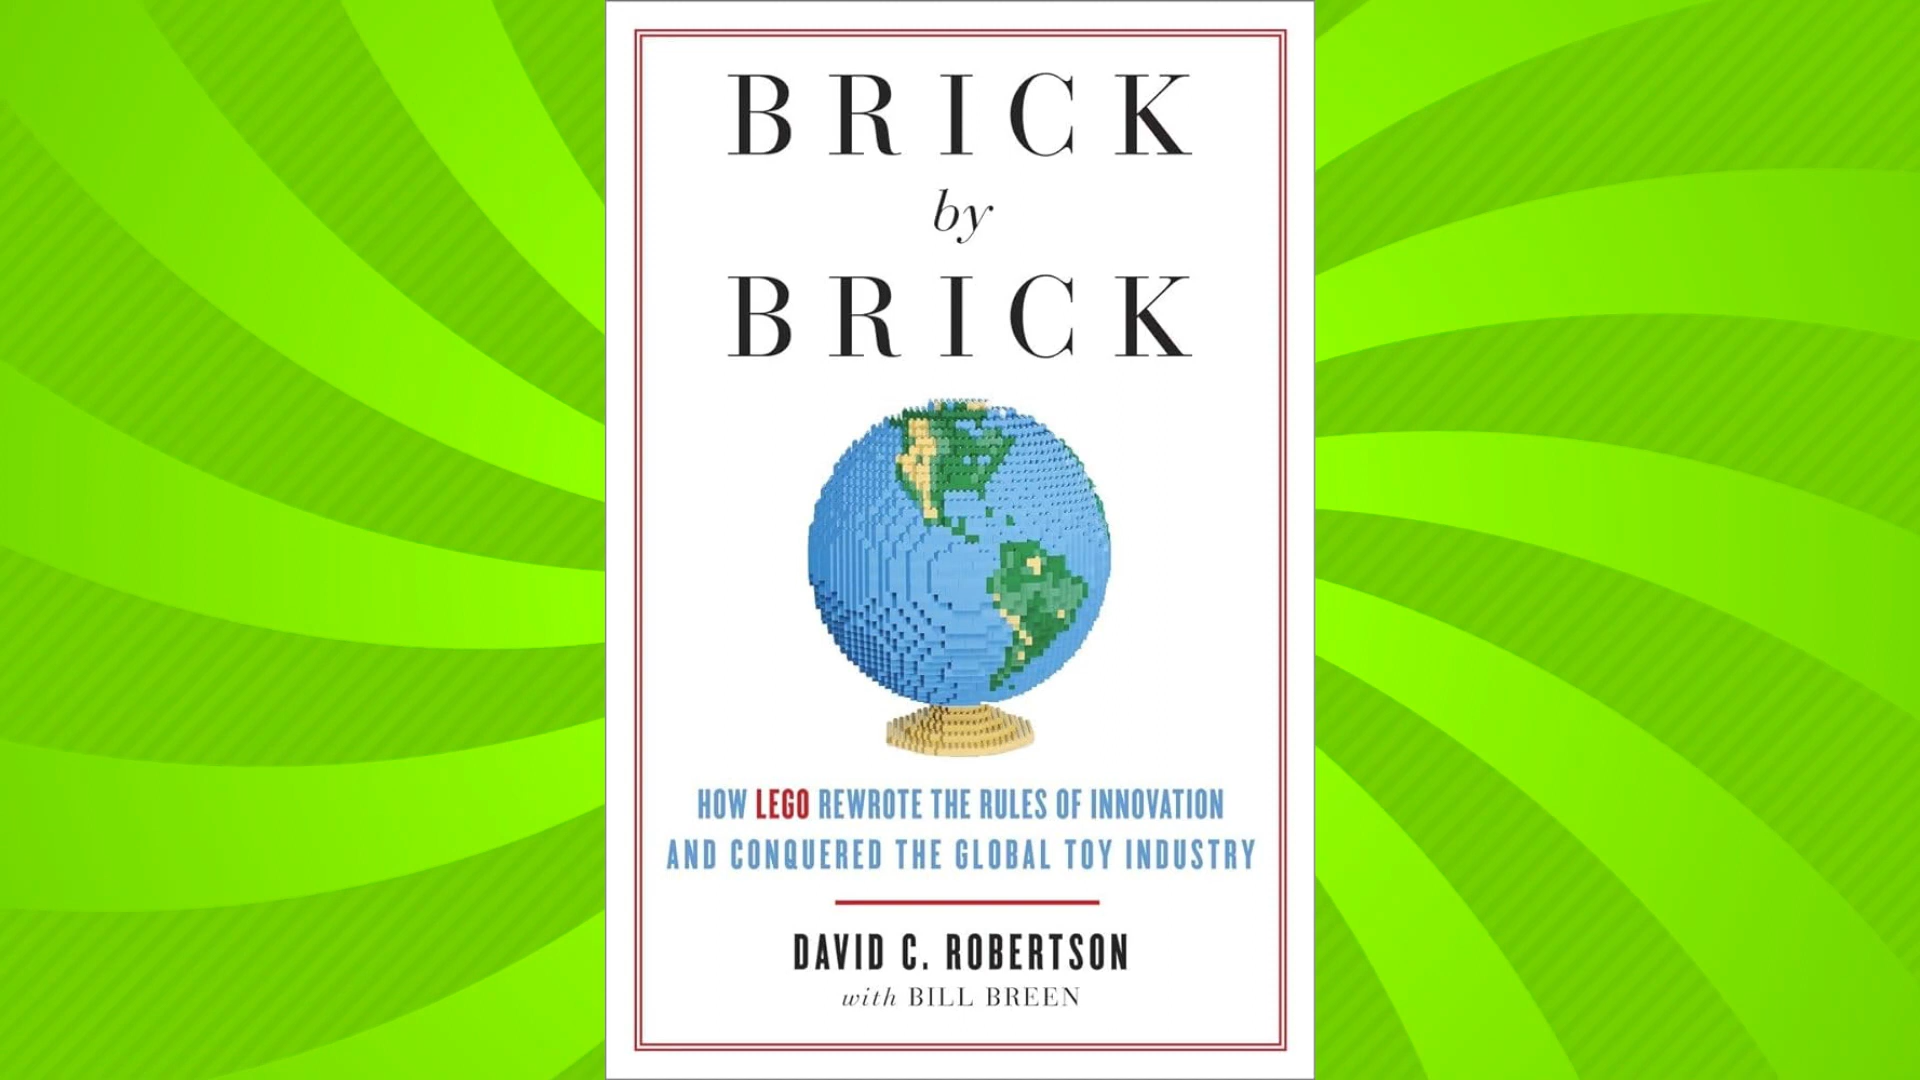 BRICK
by
BRICK
HOW LEGO REWROTE THE RULES OF INNOVATION
AND CONQUERED THE GLOBAL TOY INDUSTRY
DAVID C. ROBERTSON
with BILL BREEN